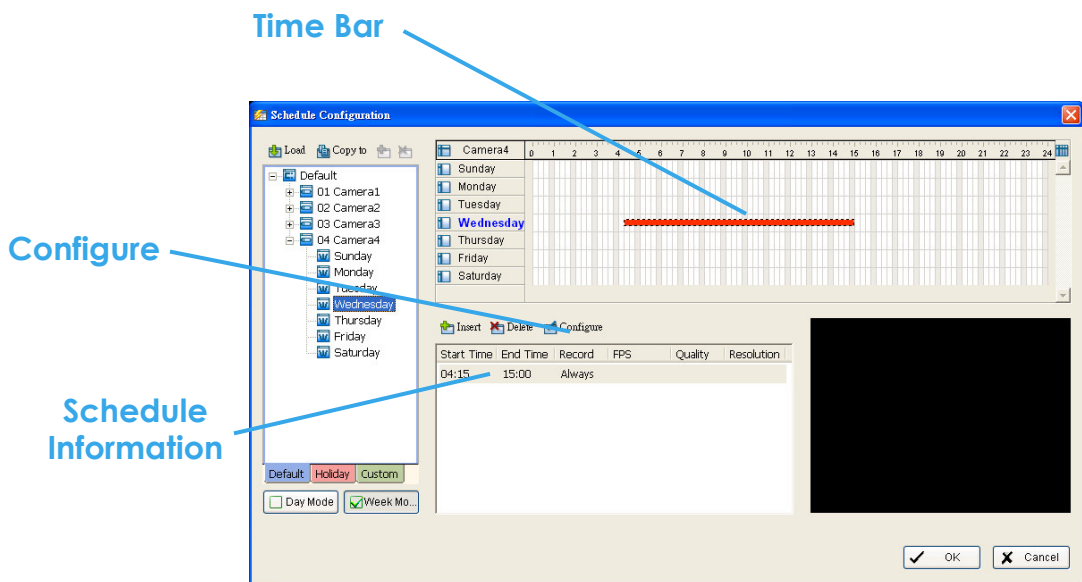 Time Bar
Schedule Configuration
Load Copy to
Default
01 Camera1
02 Camera2
03 Camera3
04 Camera4
Sunday
Monday
Tuesday
Wednesday
Thursday
Friday
Saturday
Default Holiday Custom
Day Mode Week Mo...
Camera4 0 1 2 3 4 5 6 7 8 9 10 11 12 13 14 15 16 17 18 19 20 21 22 23 24
Sunday
Monday
Tuesday
Wednesday
Thursday
Friday
Saturday
Configure
Insert Delete Configure
Start Time End Time Record FPS Quality Resolution
04:15 15:00 Always
Schedule
Information
OK Cancel